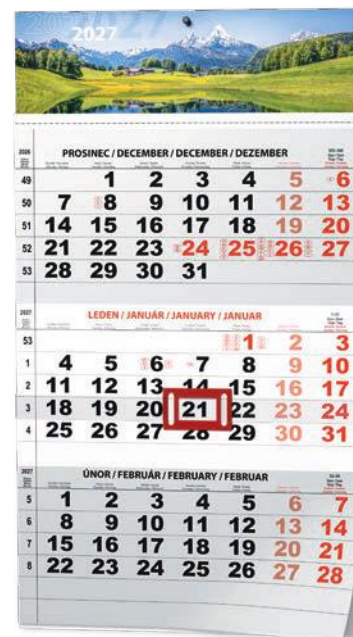 2027
2026
PROSINEC / DECEMBER / DECEMBER / DEZEMBER
49 1 2 3 4 5 6
50 7 8 9 10 11 12 13
51 14 15 16 17 18 19 20
52 21 22 23 24 25 26 27
53 28 29 30 31
2027
LEDEN / JANUÁR / JANUARY / JANUAR
53 1 2 3
1 4 5 6 7 8 9 10
2 11 12 13 14 15 16 17
3 18 19 20 21 22 23 24
4 25 26 27 28 29 30 31
2027
ÚNOR / FEBRUÁR / FEBRUARY / FEBRUAR
5 1 2 3 4 5 6 7
6 8 9 10 11 12 13 14
7 15 16 17 18 19 20 21
8 22 23 24 25 26 27 28